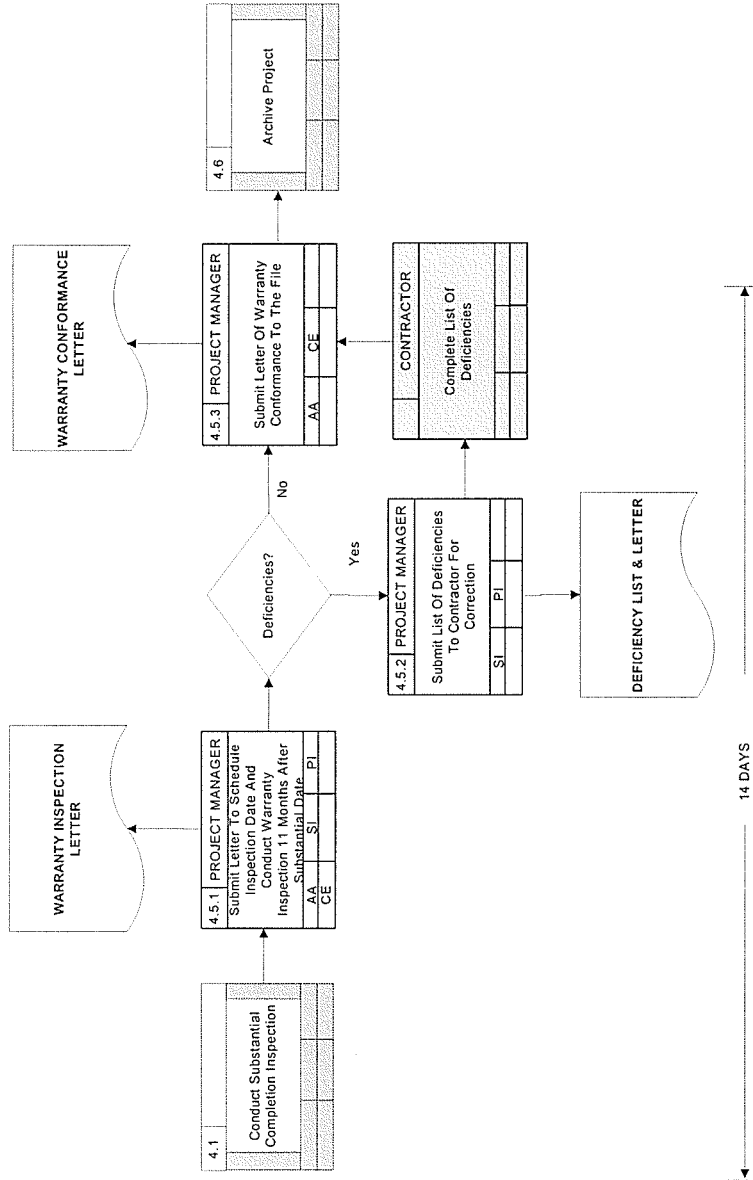 WARRANTY INSPECTION
LETTER
WARRANTY CONFORMANCE
LETTER
4.1
Conduct Substantial
Completion Inspection
4.5.1 PROJECT MANAGER
Submit Letter To Schedule
Inspection Date And
Conduct Warranty
Inspection 11 Months After
Substantial Date
AA SI PI
CE
Deficiencies?
No
Yes
4.5.3 PROJECT MANAGER
Submit Letter Of Warranty
Conformance To The File
AA CE
4.6
Archive Project
4.5.2 PROJECT MANAGER
Submit List Of Deficiencies
To Contractor For
Correction
SI PI
CONTRACTOR
Complete List Of
Deficiencies
DEFICIENCY LIST & LETTER
14 DAYS